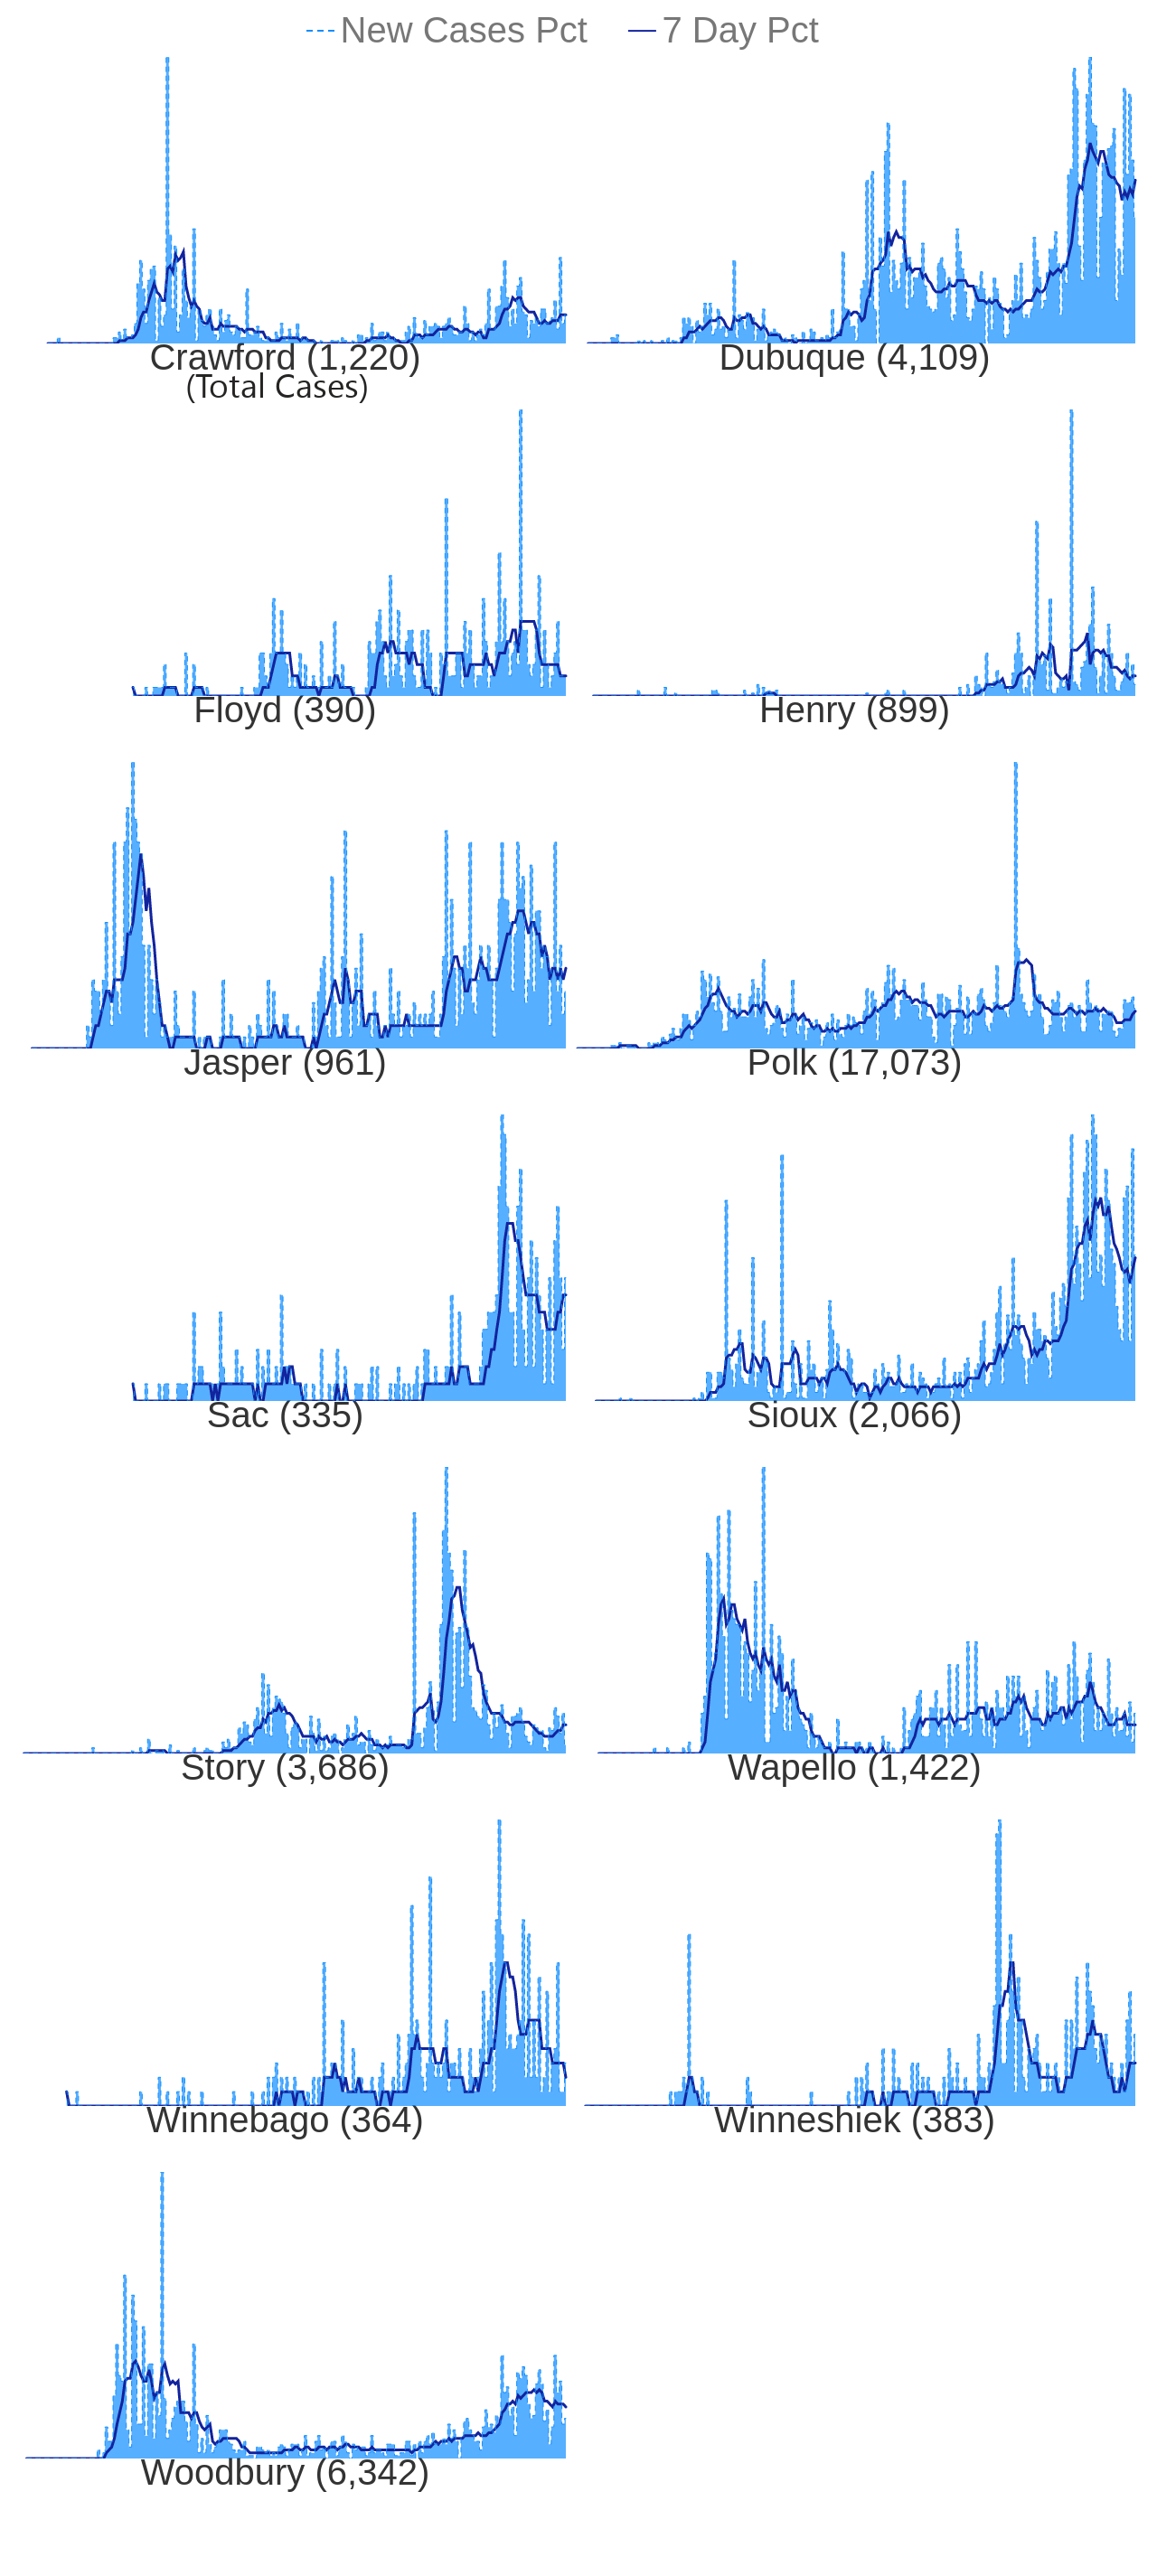 New Cases Pct 7 Day Pct
Crawford (1,220) Dubuque (4,109)
(Total Cases)
Floyd (390) Henry (899)
Jasper (961) Polk (17,073)
Sac (335) Sioux (2,066)
Story (3,686) Wapello (1,422)
Winnebago (364) Winneshiek (383)
Woodbury (6,342)